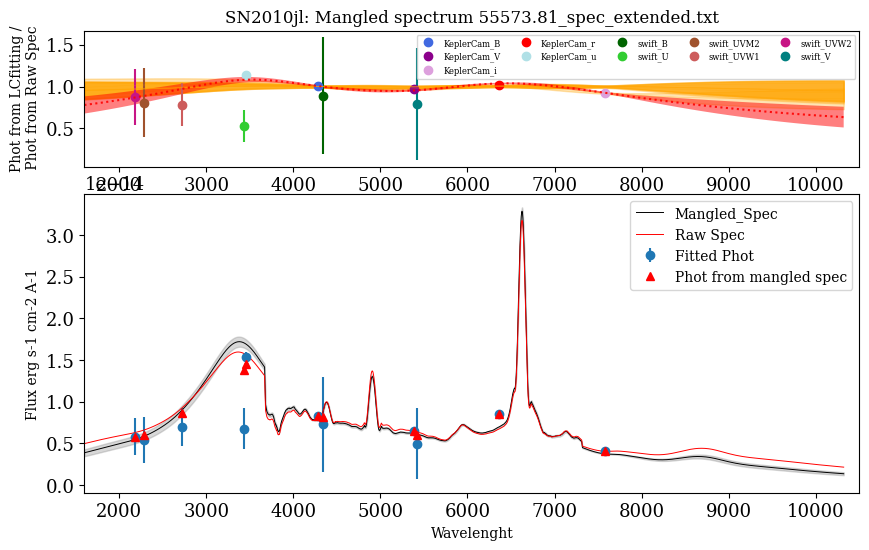 SN2010jl: Mangled spectrum 55573.81_spec_extended.txt
Phot from LCfitting /
Phot from Raw Spec
1.5
1.0
0.5
KeplerCam_B
KeplerCam_V
KeplerCam_i
KeplerCam_r
KeplerCam_u
swift_B
swift_U
swift_UVM2
swift_UVW1
swift_UVW2
swift_V
2000 3000 4000 5000 6000 7000 8000 9000 10000
1e−14
Flux erg s-1 cm-2 A-1
3.0
2.5
2.0
1.5
1.0
0.5
0.0
Mangled_Spec
Raw Spec
Fitted Phot
Phot from mangled spec
2000 3000 4000 5000 6000 7000 8000 9000 10000
Wavelenght